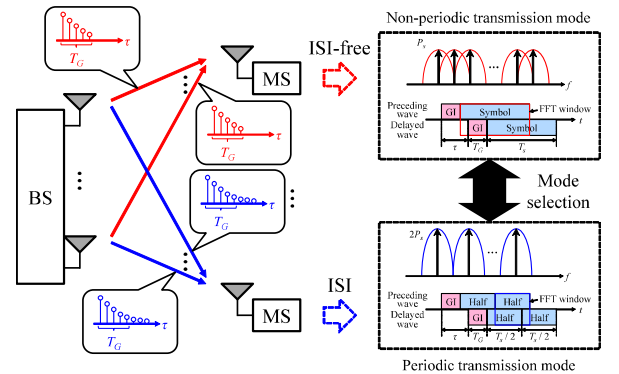 τ
T_G
BS
MS
ISI-free
τ
T_G
τ
T_G
τ
T_G
ISI
MS
Non-periodic transmission mode
P_s
...
f
Preceding wave
GI
Symbol
FFT window
t
Delayed wave
GI
Symbol
τ
T_G
T_s
Mode
selection
2P_s
...
f
Preceding wave
GI
Half
Half
FFT window
t
Delayed wave
GI
Half
Half
τ
T_G
T_s / 2
T_s / 2
Periodic transmission mode